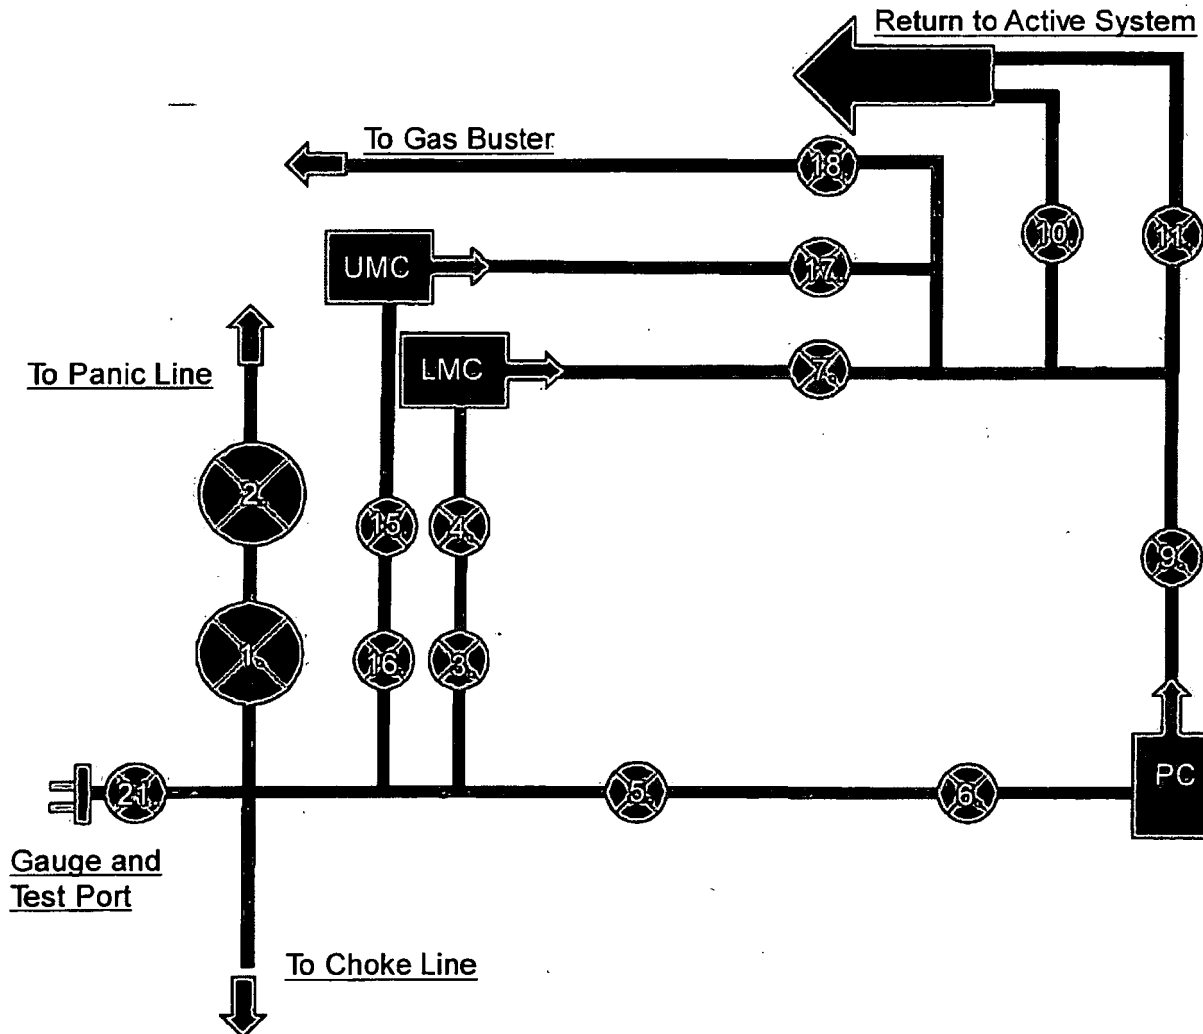 Return to Active System
To Gas Buster
18.
UMC
17.
10.
11.
LMC
7.
To Panic Line
2.
15.
4.
9.
1.
16.
3.
21.
5.
6.
PC
Gauge and
Test Port
To Choke Line